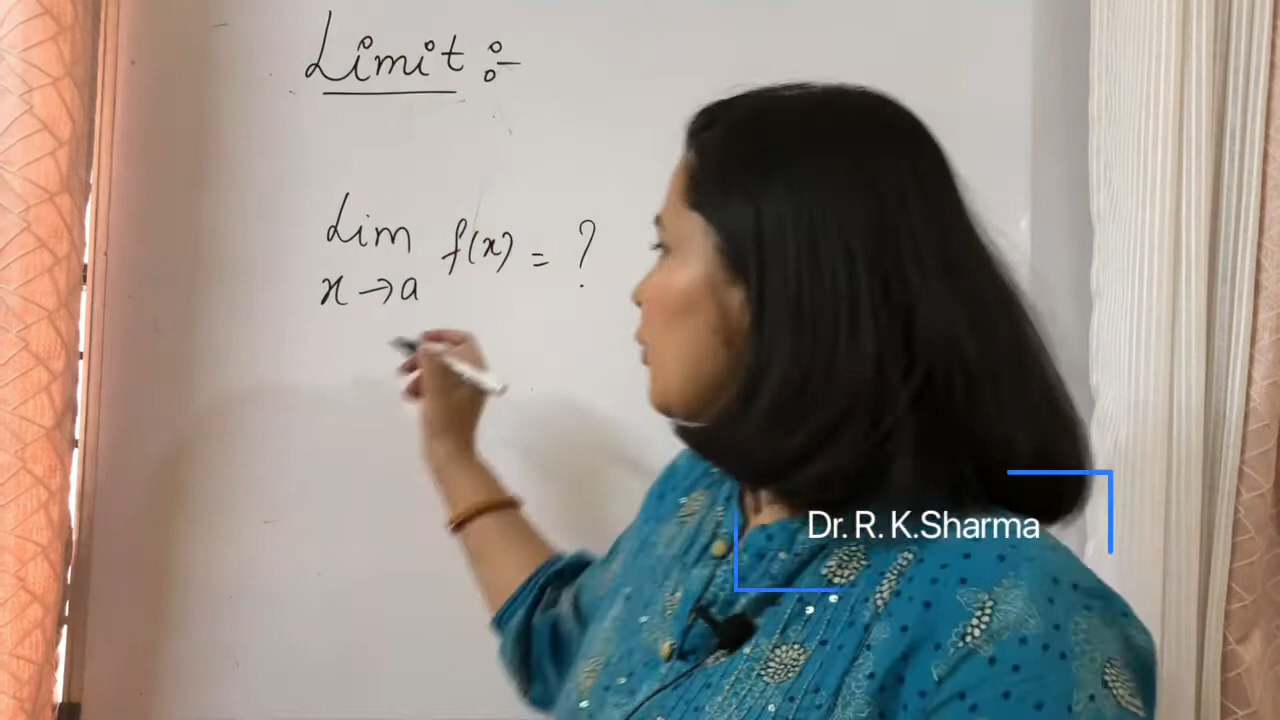 Limit :-
Lim f(x) = ?
x → a
Dr. R. K.Sharma